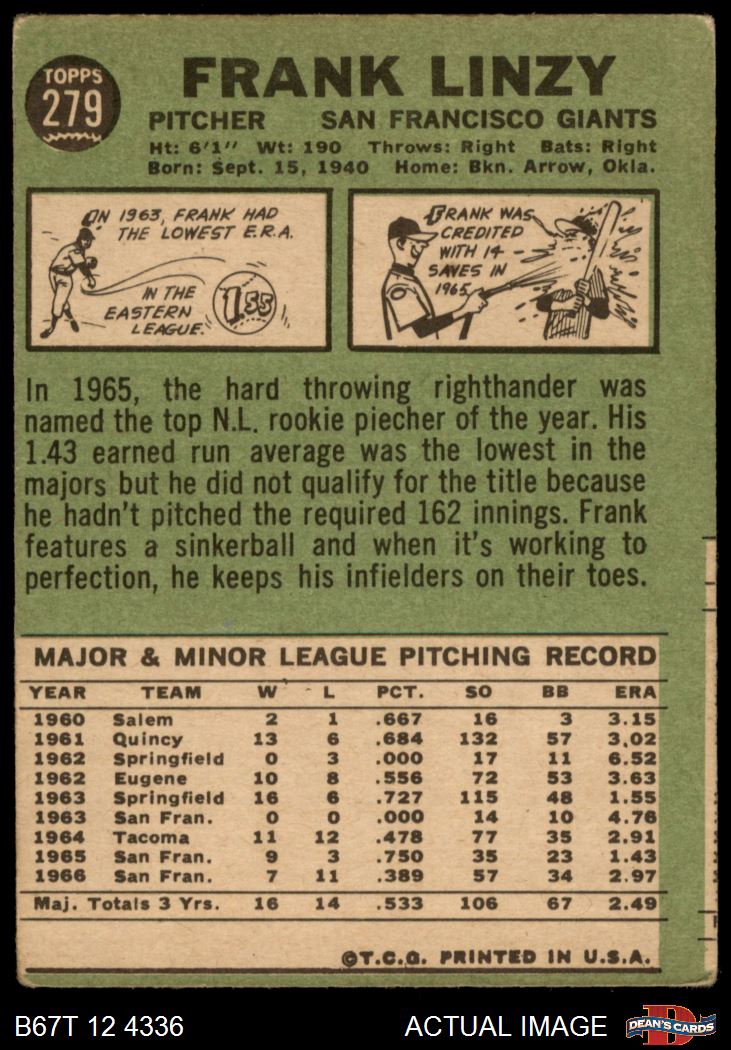 TOPPS
279
FRANK LINZY
PITCHER SAN FRANCISCO GIANTS
Ht: 6'1" Wt: 190 Throws: Right Bats: Right
Born: Sept. 15, 1940 Home: Bkn. Arrow, Okla.
IN 1963, FRANK HAD
THE LOWEST E.R.A.
IN THE
EASTERN
LEAGUE.
1.55
FRANK WAS
CREDITED
WITH 14
SAVES IN
1965.
In 1965, the hard throwing righthander was
named the top N.L. rookie piecher of the year. His
1.43 earned run average was the lowest in the
majors but he did not qualify for the title because
he hadn't pitched the required 162 innings. Frank
features a sinkerball and when it's working to
perfection, he keeps his infielders on their toes.
MAJOR & MINOR LEAGUE PITCHING RECORD
YEAR TEAM W L PCT. SO BB ERA
1960 Salem 2 1 .667 16 3 3.15
1961 Quincy 13 6 .684 132 57 3.02
1962 Springfield 0 3 .000 17 11 6.52
1962 Eugene 10 8 .556 72 53 3.63
1963 Springfield 16 6 .727 115 48 1.55
1963 San Fran. 0 0 .000 14 10 4.76
1964 Tacoma 11 12 .478 77 35 2.91
1965 San Fran. 9 3 .750 35 23 1.43
1966 San Fran. 7 11 .389 57 34 2.97
Maj. Totals 3 Yrs. 16 14 .533 106 67 2.49
©T.C.G. PRINTED IN U.S.A.
B67T 12 4336 ACTUAL IMAGE
D
DEAN'S CARDS